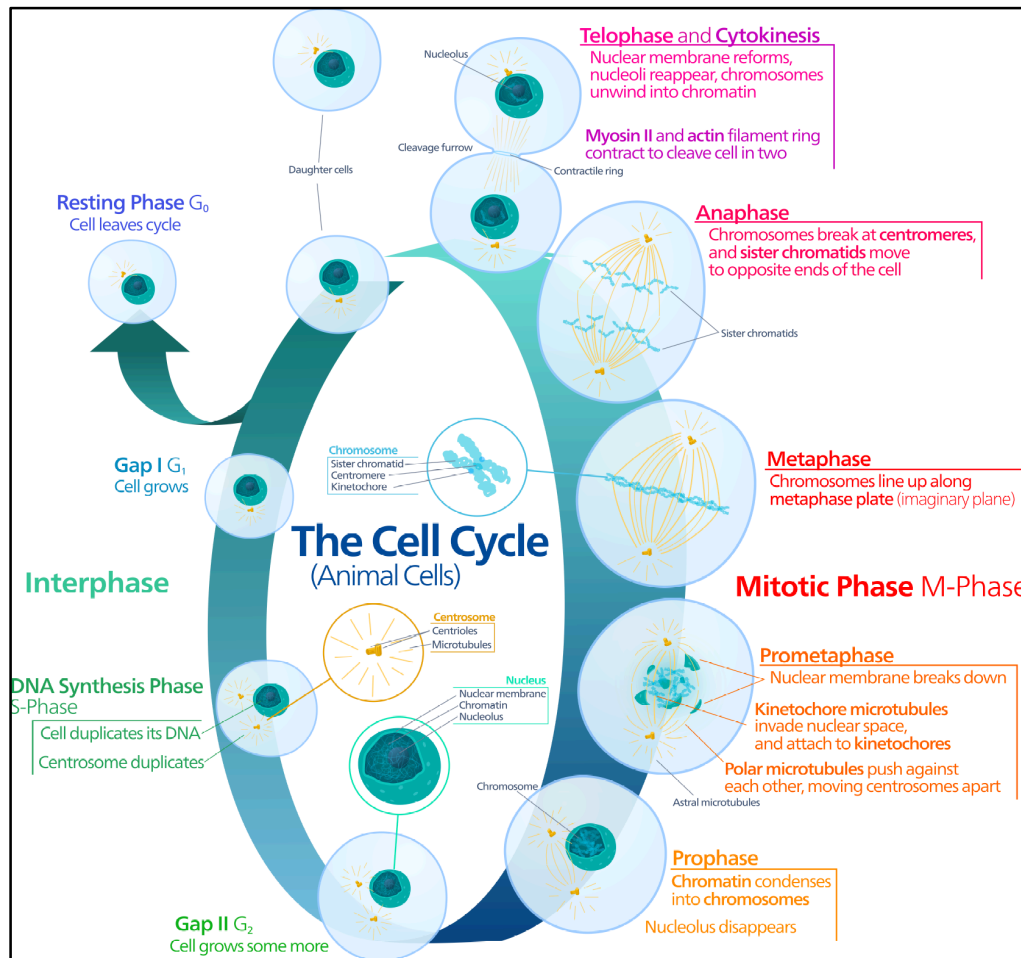 Telophase and Cytokinesis
Nuclear membrane reforms,
nucleoli reappear, chromosomes
unwind into chromatin
Myosin II and actin filament ring
contract to cleave cell in two
Nucleolus
Cleavage furrow
Contractile ring
Daughter cells
Resting Phase G₀
Cell leaves cycle
Anaphase
Chromosomes break at centromeres,
and sister chromatids move
to opposite ends of the cell
Sister chromatids
Gap I G₁
Cell grows
Chromosome
Sister chromatid
Centromere
Kinetochore
Metaphase
Chromosomes line up along
metaphase plate (imaginary plane)
The Cell Cycle
(Animal Cells)
Interphase
Mitotic Phase M-Phase
Centrosome
Centrioles
Microtubules
Prometaphase
Nuclear membrane breaks down
Kinetochore microtubules
invade nuclear space,
and attach to kinetochores
Polar microtubules push against
each other, moving centrosomes apart
Astral microtubules
DNA Synthesis Phase
S-Phase
Cell duplicates its DNA
Centrosome duplicates
Nucleus
Nuclear membrane
Chromatin
Nucleolus
Chromosome
Prophase
Chromatin condenses
into chromosomes
Nucleolus disappears
Gap II G₂
Cell grows some more